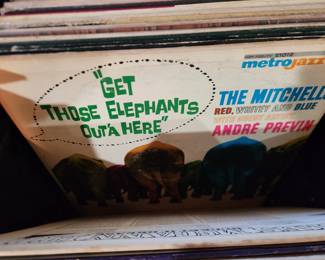 "GET
THOSE ELEPHANTS
OUT'A HERE"
metrojazz
THE MITCHELL
RED, WHITEY AND BLUE
ANDRE PREVIN